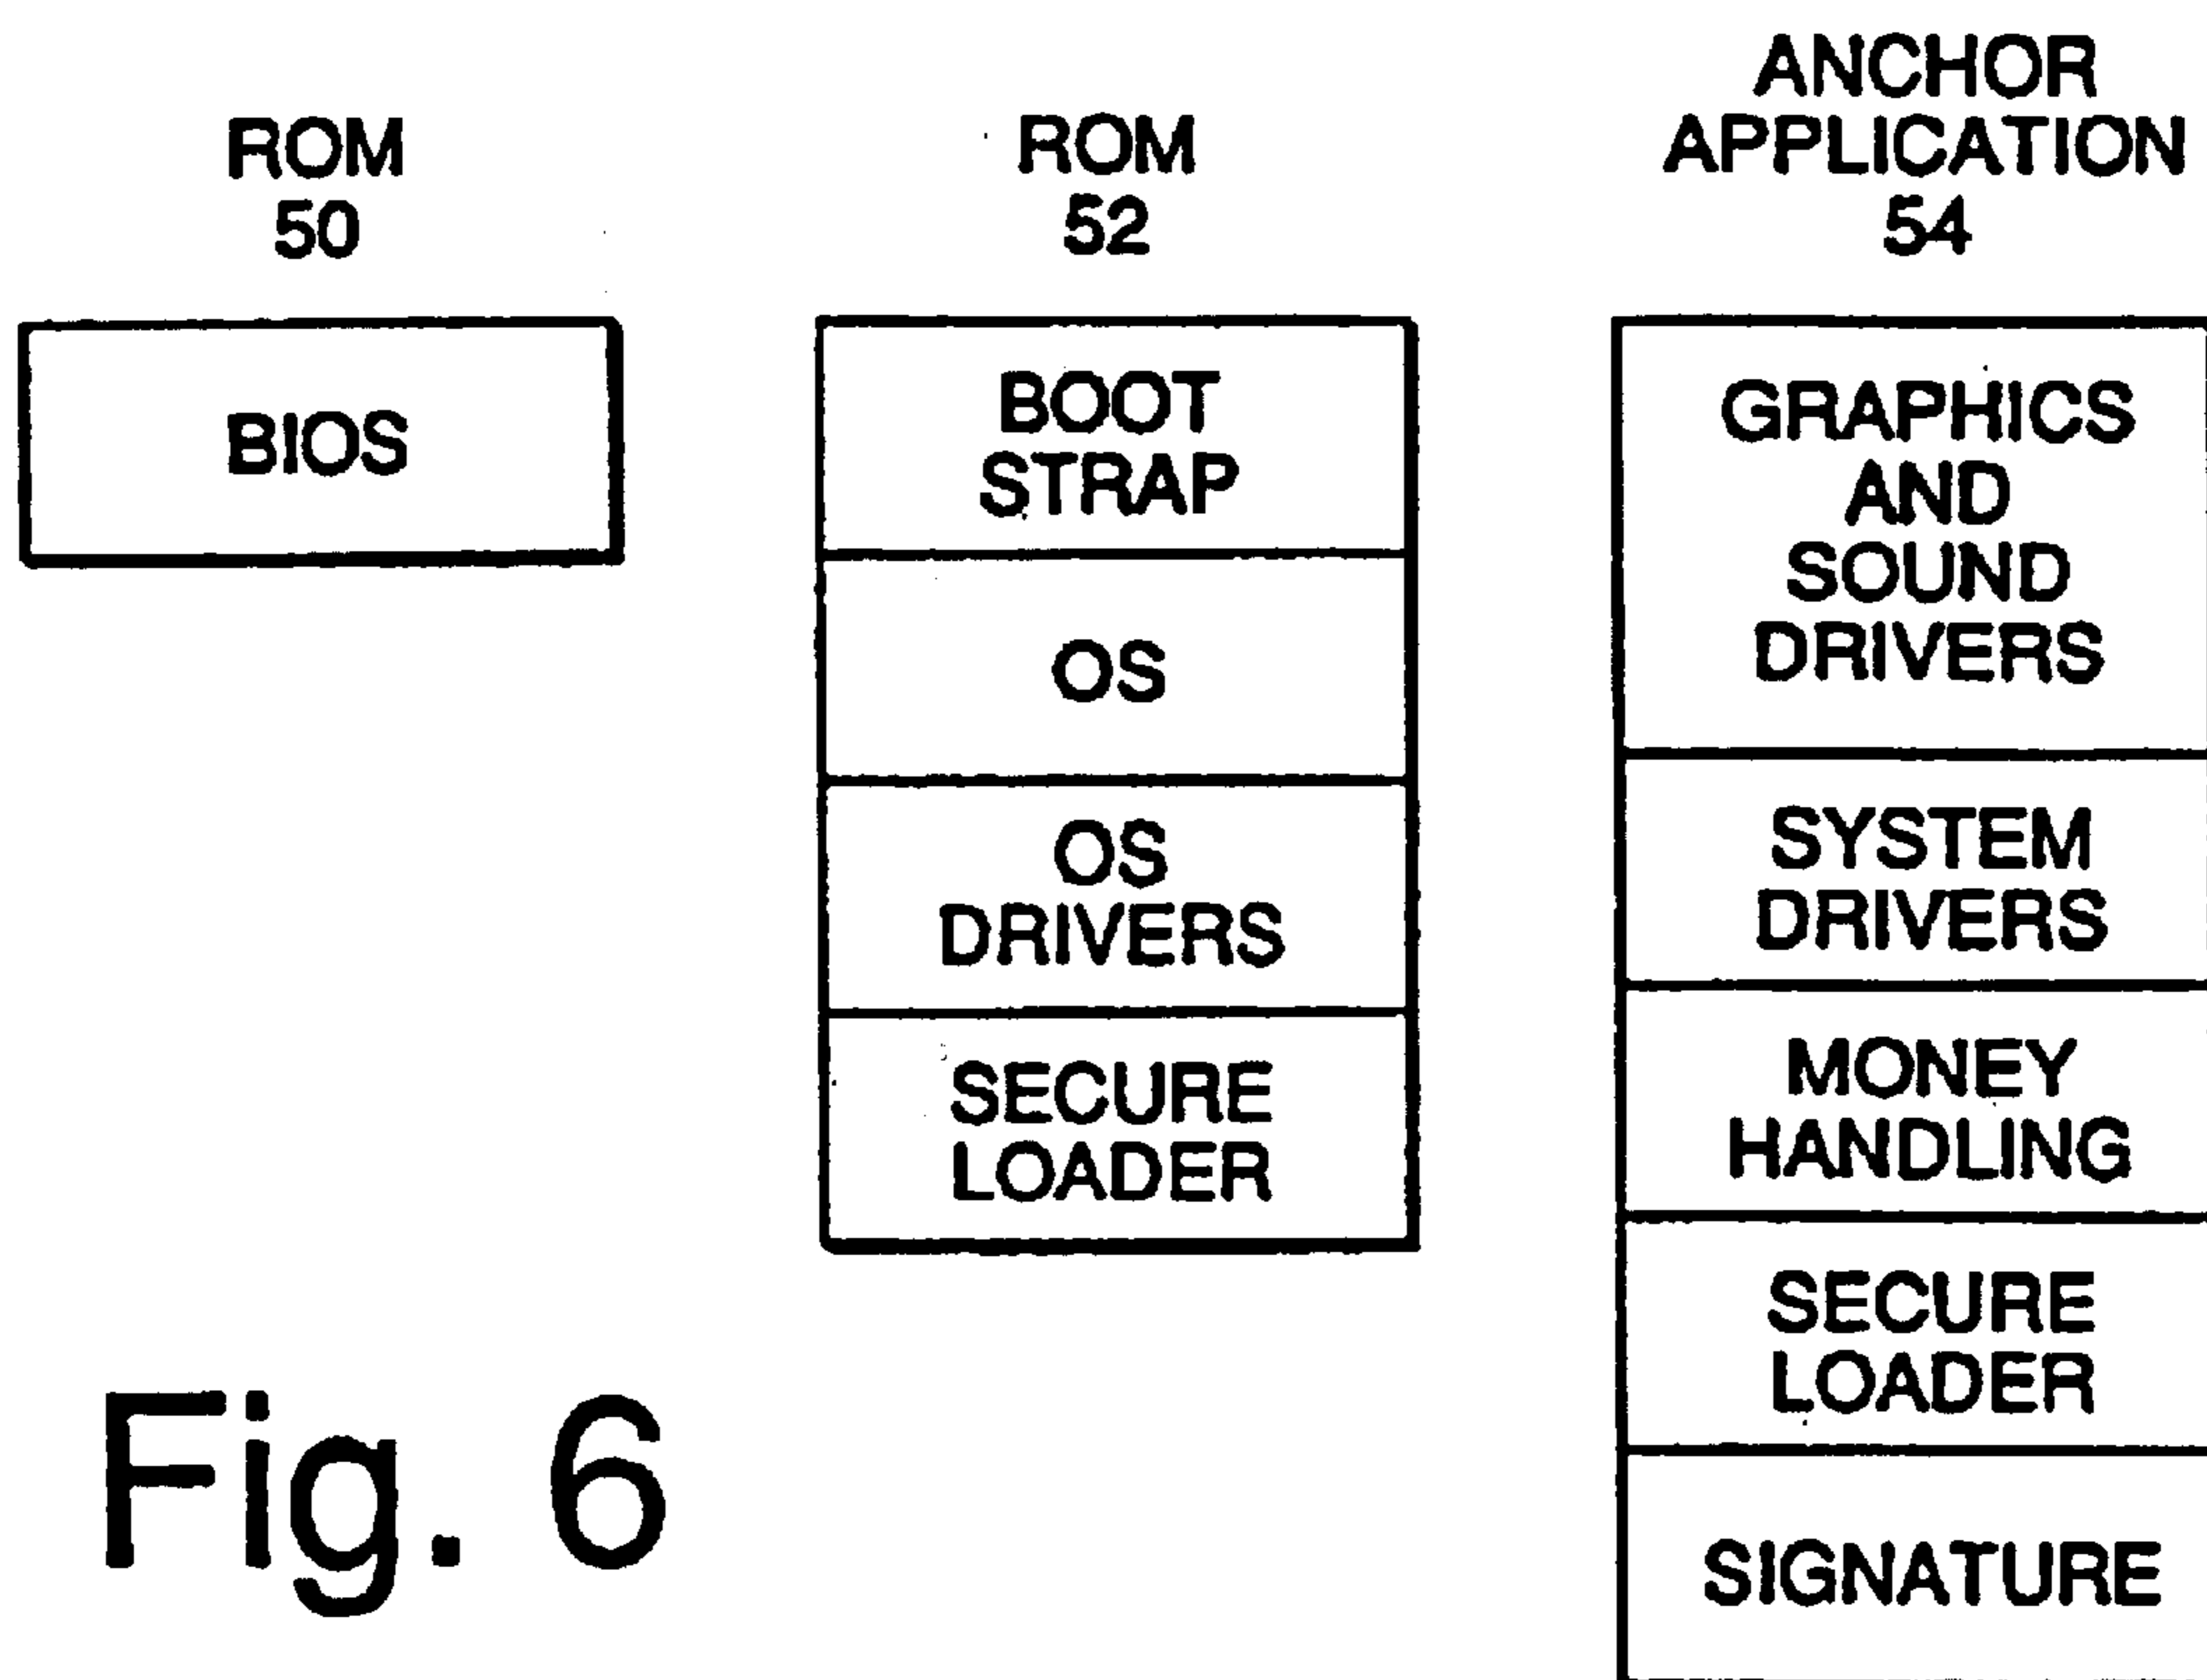 ROM
50
BIOS
ROM
52
BOOT
STRAP
OS
OS
DRIVERS
SECURE
LOADER
ANCHOR
APPLICATION
54
GRAPHICS
AND
SOUND
DRIVERS
SYSTEM
DRIVERS
MONEY
HANDLING
SECURE
LOADER
SIGNATURE
Fig. 6